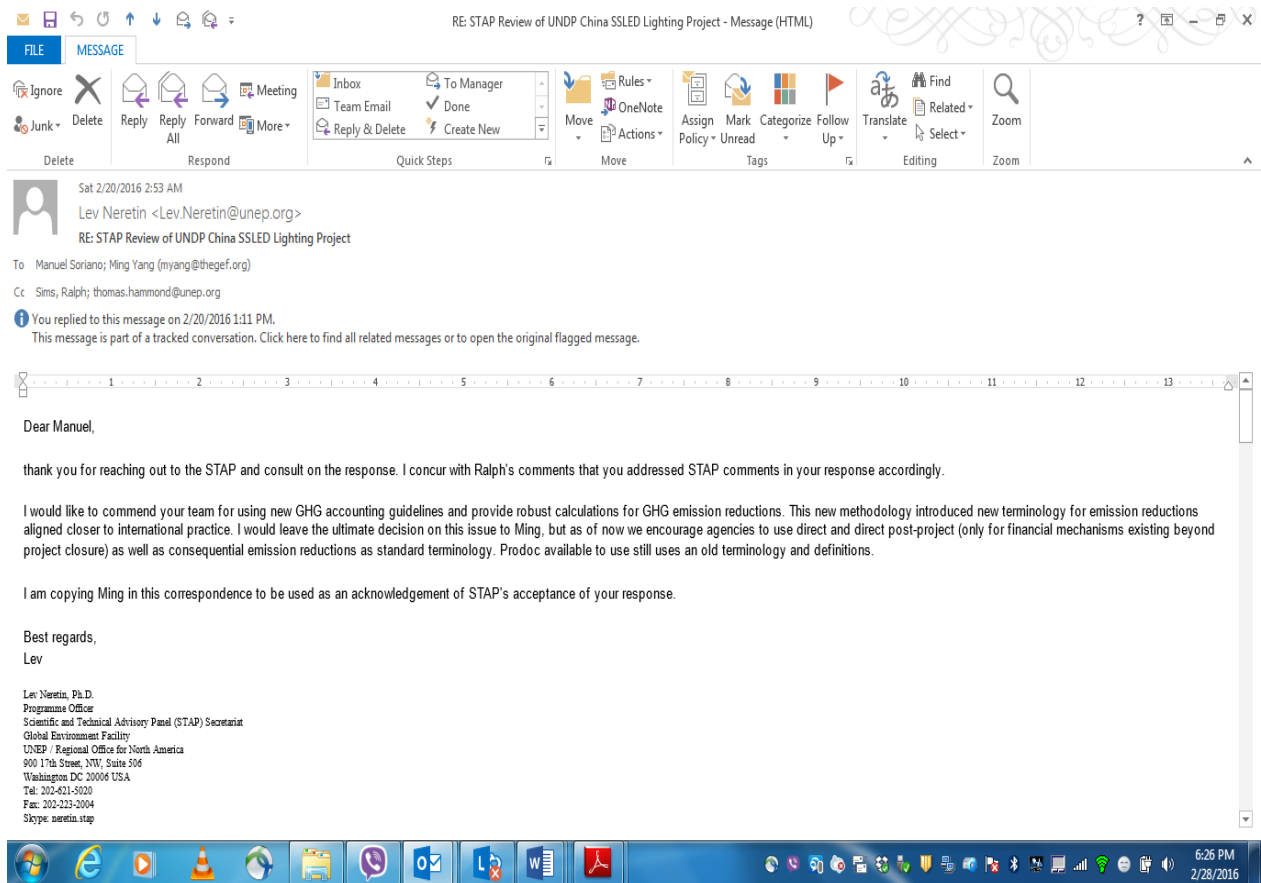 RE: STAP Review of UNDP China SSLED Lighting Project - Message (HTML)
FILE MESSAGE
Ignore
Junk
Delete
Reply
Reply All
Forward
Meeting
More
Inbox
Team Email
Reply & Delete
To Manager
Done
Create New
Move
Rules
OneNote
Actions
Assign Policy
Mark Unread
Categorize
Follow Up
Translate
Find
Related
Select
Zoom
Delete Respond Quick Steps Move Tags Editing Zoom
Sat 2/20/2016 2:53 AM
Lev Neretin <Lev.Neretin@unep.org>
RE: STAP Review of UNDP China SSLED Lighting Project
To Manuel Soriano; Ming Yang (myang@thegef.org)
Cc Sims, Ralph; thomas.hammond@unep.org
You replied to this message on 2/20/2016 1:11 PM.
This message is part of a tracked conversation. Click here to find all related messages or to open the original flagged message.
1 2 3 4 5 6 7 8 9 10 11 12 13
Dear Manuel,
thank you for reaching out to the STAP and consult on the response. I concur with Ralph's comments that you addressed STAP comments in your response accordingly.
I would like to commend your team for using new GHG accounting guidelines and provide robust calculations for GHG emission reductions. This new methodology introduced new terminology for emission reductions
aligned closer to international practice. I would leave the ultimate decision on this issue to Ming, but as of now we encourage agencies to use direct and direct post-project (only for financial mechanisms existing beyond
project closure) as well as consequential emission reductions as standard terminology. Prodoc available to use still uses an old terminology and definitions.
I am copying Ming in this correspondence to be used as an acknowledgement of STAP's acceptance of your response.
Best regards,
Lev
Lev Neretin, Ph.D.
Programme Officer
Scientific and Technical Advisory Panel (STAP) Secretariat
Global Environment Facility
UNEP / Regional Office for North America
900 17th Street, NW, Suite 506
Washington DC 20006 USA
Tel: 202-621-5020
Fax: 202-223-2004
Skype: neretin.stap
6:26 PM
2/28/2016